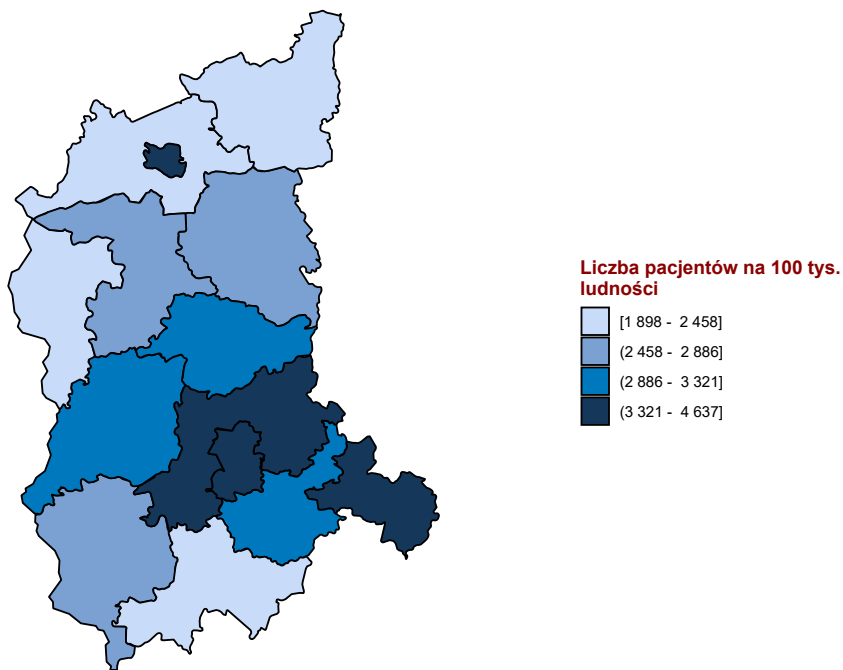 Liczba pacjentów na 100 tys.
ludności
[1 898 - 2 458]
(2 458 - 2 886]
(2 886 - 3 321]
(3 321 - 4 637]